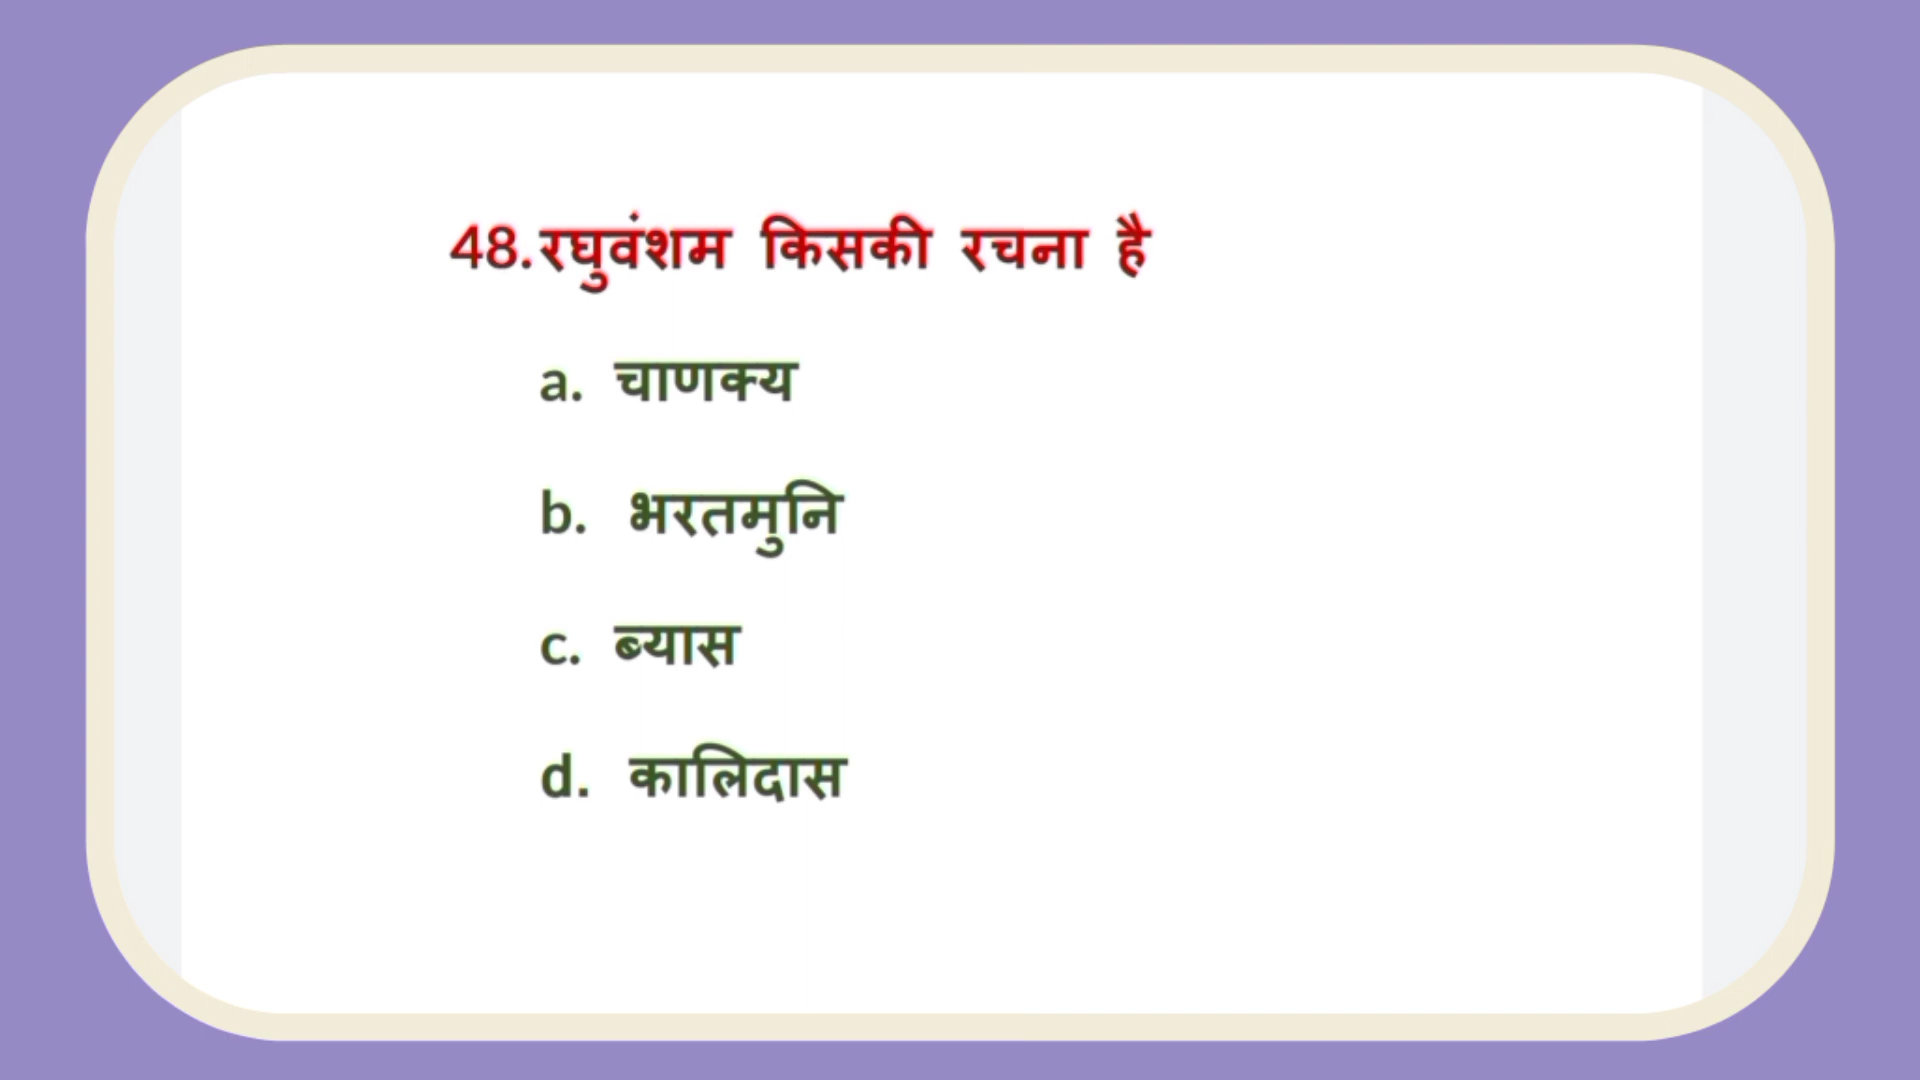 48.रघुवंशम किसकी रचना है
a. चाणक्य
b. भरतमुनि
c. ब्यास
d. कालिदास